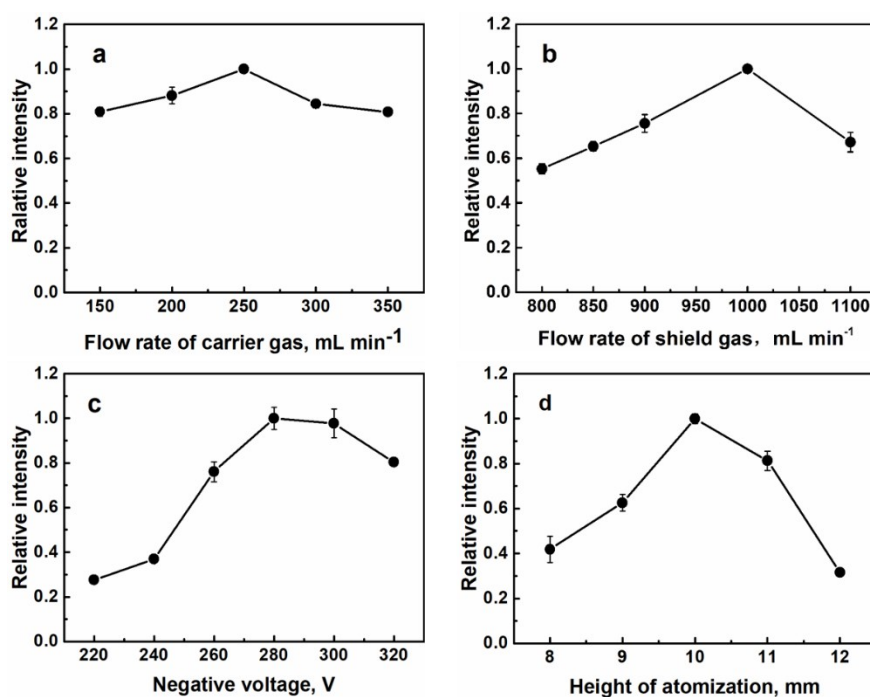 a
1.2
1.0
0.8
0.6
0.4
0.2
0.0
Ralative intensity
150 200 250 300 350
Flow rate of carrier gas, mL min⁻¹
b
1.2
1.0
0.8
0.6
0.4
0.2
0.0
Relative intensity
800 850 900 950 1000 1050 1100
Flow rate of shield gas, mL min⁻¹
c
1.2
1.0
0.8
0.6
0.4
0.2
0.0
Relative intensity
220 240 260 280 300 320
Negative voltage, V
d
1.2
1.0
0.8
0.6
0.4
0.2
0.0
Relative intensity
8 9 10 11 12
Height of atomization, mm